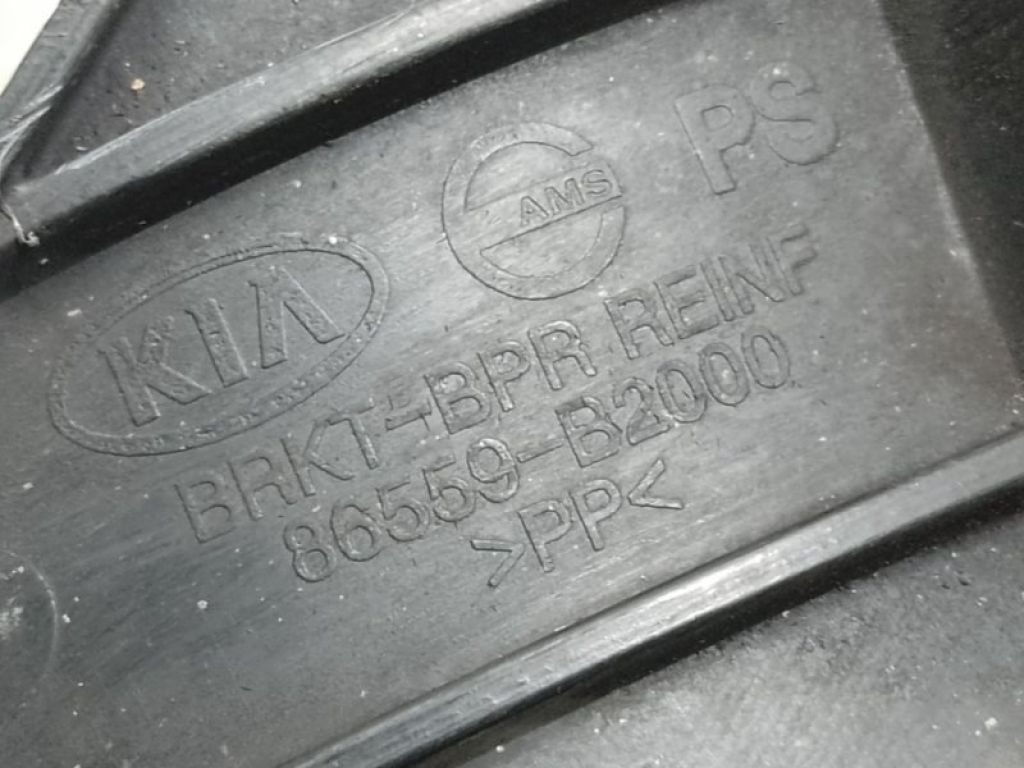 PS
AMS
KIA
BRKT-BPR REINF
86559-B2000
>PP<